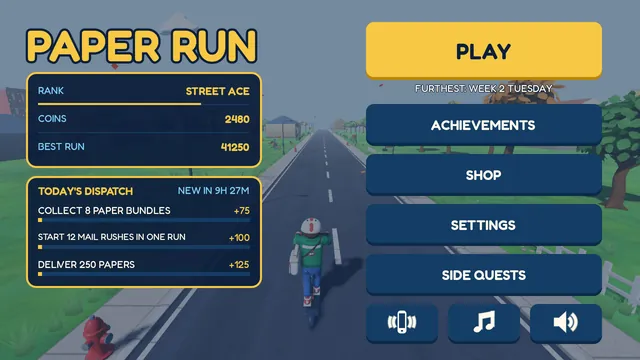 PAPER RUN
RANK STREET ACE
COINS 2480
BEST RUN 41250
TODAY'S DISPATCH NEW IN 9H 27M
COLLECT 8 PAPER BUNDLES +75
START 12 MAIL RUSHES IN ONE RUN +100
DELIVER 250 PAPERS +125
PLAY
FURTHEST: WEEK 2 TUESDAY
ACHIEVEMENTS
SHOP
SETTINGS
SIDE QUESTS